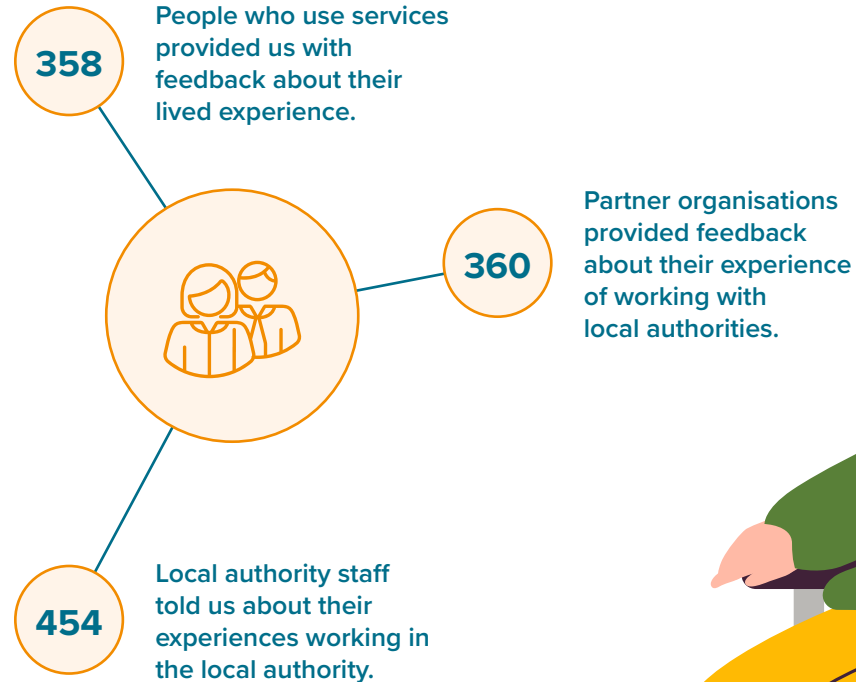 358
People who use services
provided us with
feedback about their
lived experience.
360
Partner organisations
provided feedback
about their experience
of working with
local authorities.
454
Local authority staff
told us about their
experiences working in
the local authority.